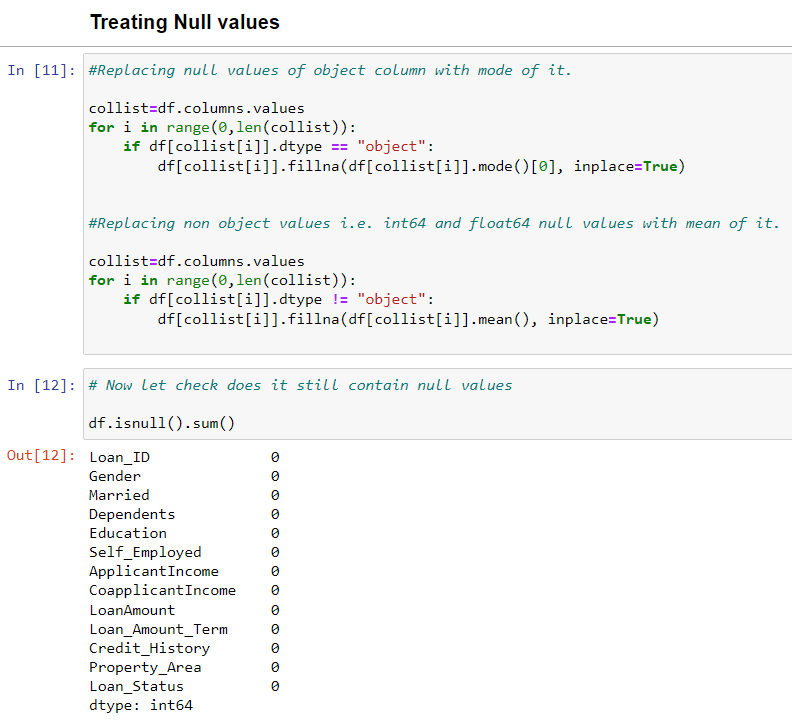 Treating Null values
In [11]: #Replacing null values of object column with mode of it.
collist=df.columns.values
for i in range(0,len(collist)):
    if df[collist[i]].dtype == "object":
        df[collist[i]].fillna(df[collist[i]].mode()[0], inplace=True)
#Replacing non object values i.e. int64 and float64 null values with mean of it.
collist=df.columns.values
for i in range(0,len(collist)):
    if df[collist[i]].dtype != "object":
        df[collist[i]].fillna(df[collist[i]].mean(), inplace=True)
In [12]: # Now let check does it still contain null values
df.isnull().sum()
Out[12]: Loan_ID 0
Gender 0
Married 0
Dependents 0
Education 0
Self_Employed 0
ApplicantIncome 0
CoapplicantIncome 0
LoanAmount 0
Loan_Amount_Term 0
Credit_History 0
Property_Area 0
Loan_Status 0
dtype: int64